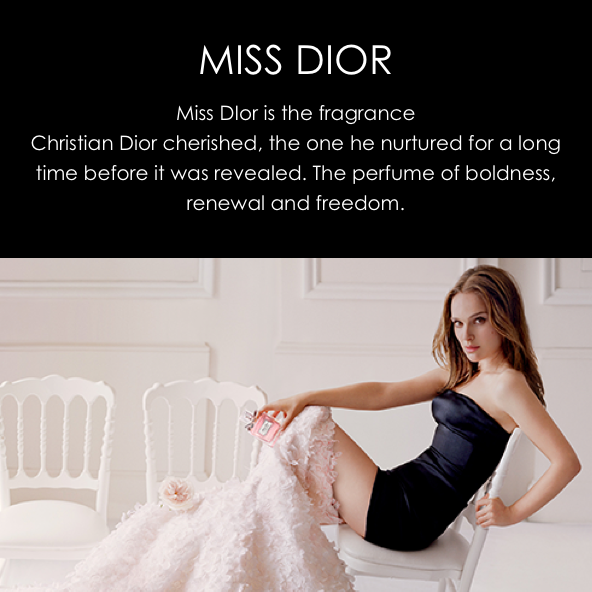 MISS DIOR
Miss DIor is the fragrance
Christian Dior cherished, the one he nurtured for a long
time before it was revealed. The perfume of boldness,
renewal and freedom.